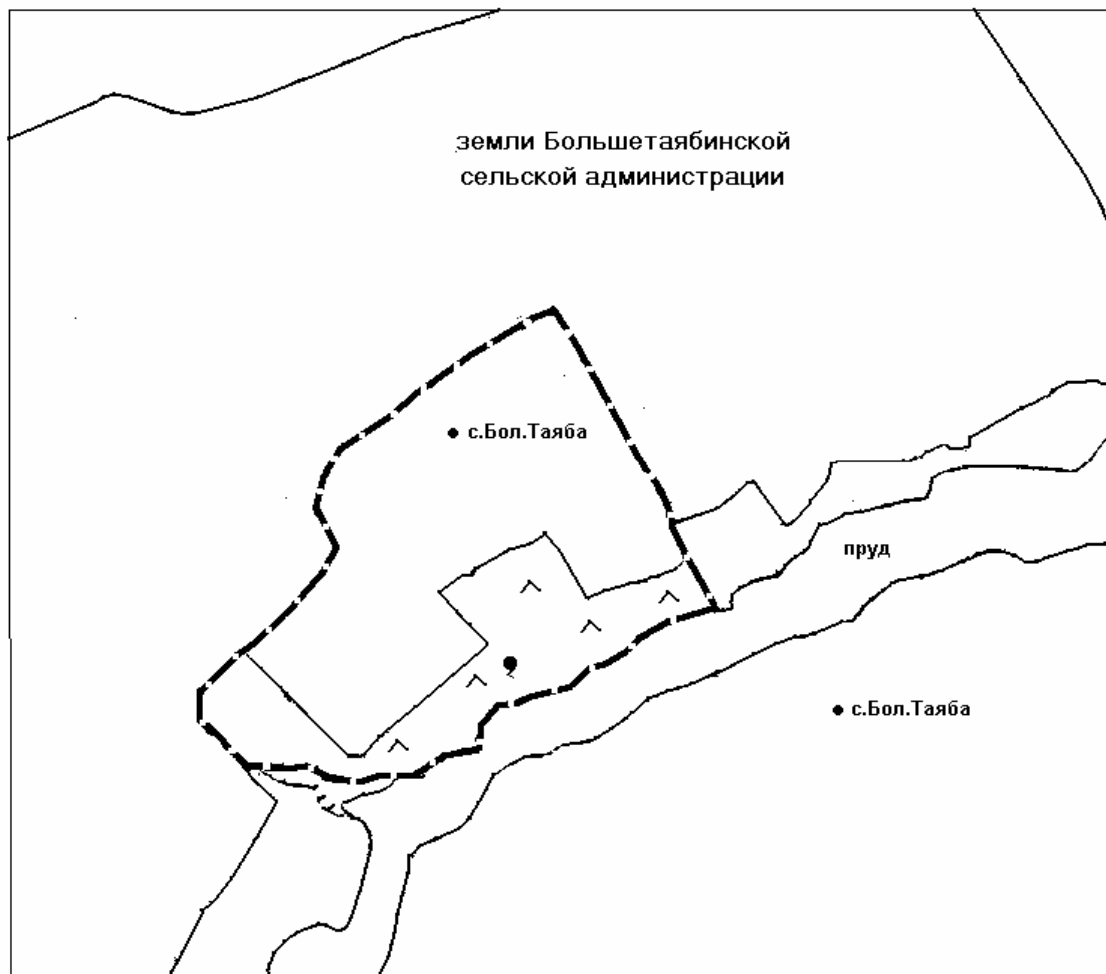 земли Большетаябинской
сельской администрации
с.Бол.Таяба
пруд
с.Бол.Таяба